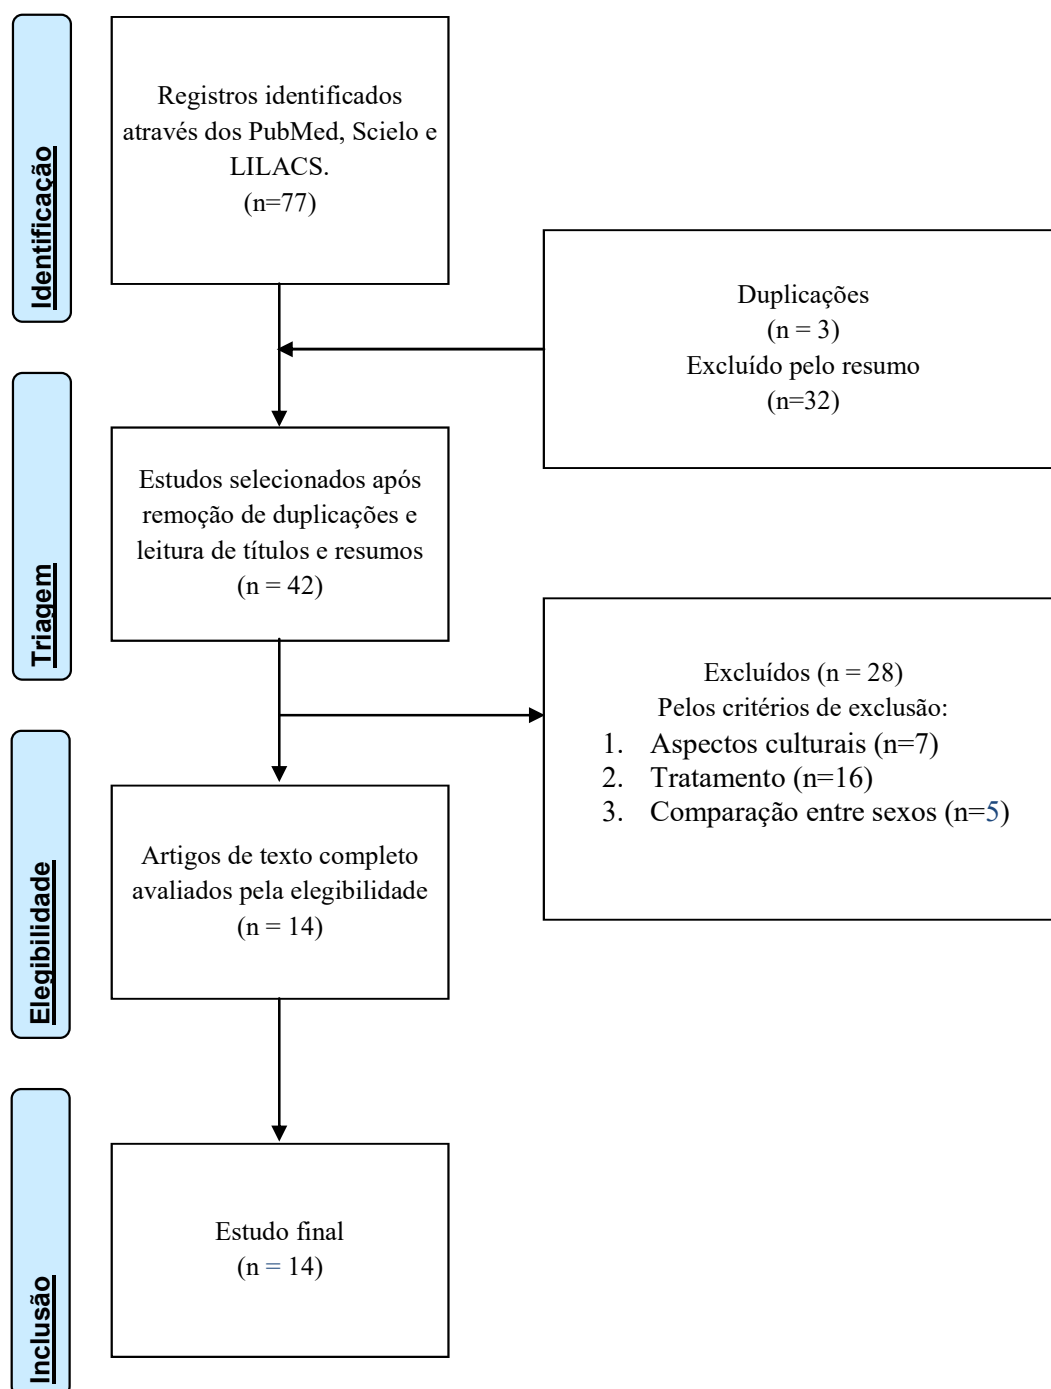 Identificação
Registros identificados
através dos PubMed, Scielo e
LILACS.
(n=77)
Duplicações
(n = 3)
Excluído pelo resumo
(n=32)
Triagem
Estudos selecionados após
remoção de duplicações e
leitura de títulos e resumos
(n = 42)
Excluídos (n = 28)
Pelos critérios de exclusão:
1. Aspectos culturais (n=7)
2. Tratamento (n=16)
3. Comparação entre sexos (n=5)
Elegibilidade
Artigos de texto completo
avaliados pela elegibilidade
(n = 14)
Inclusão
Estudo final
(n = 14)